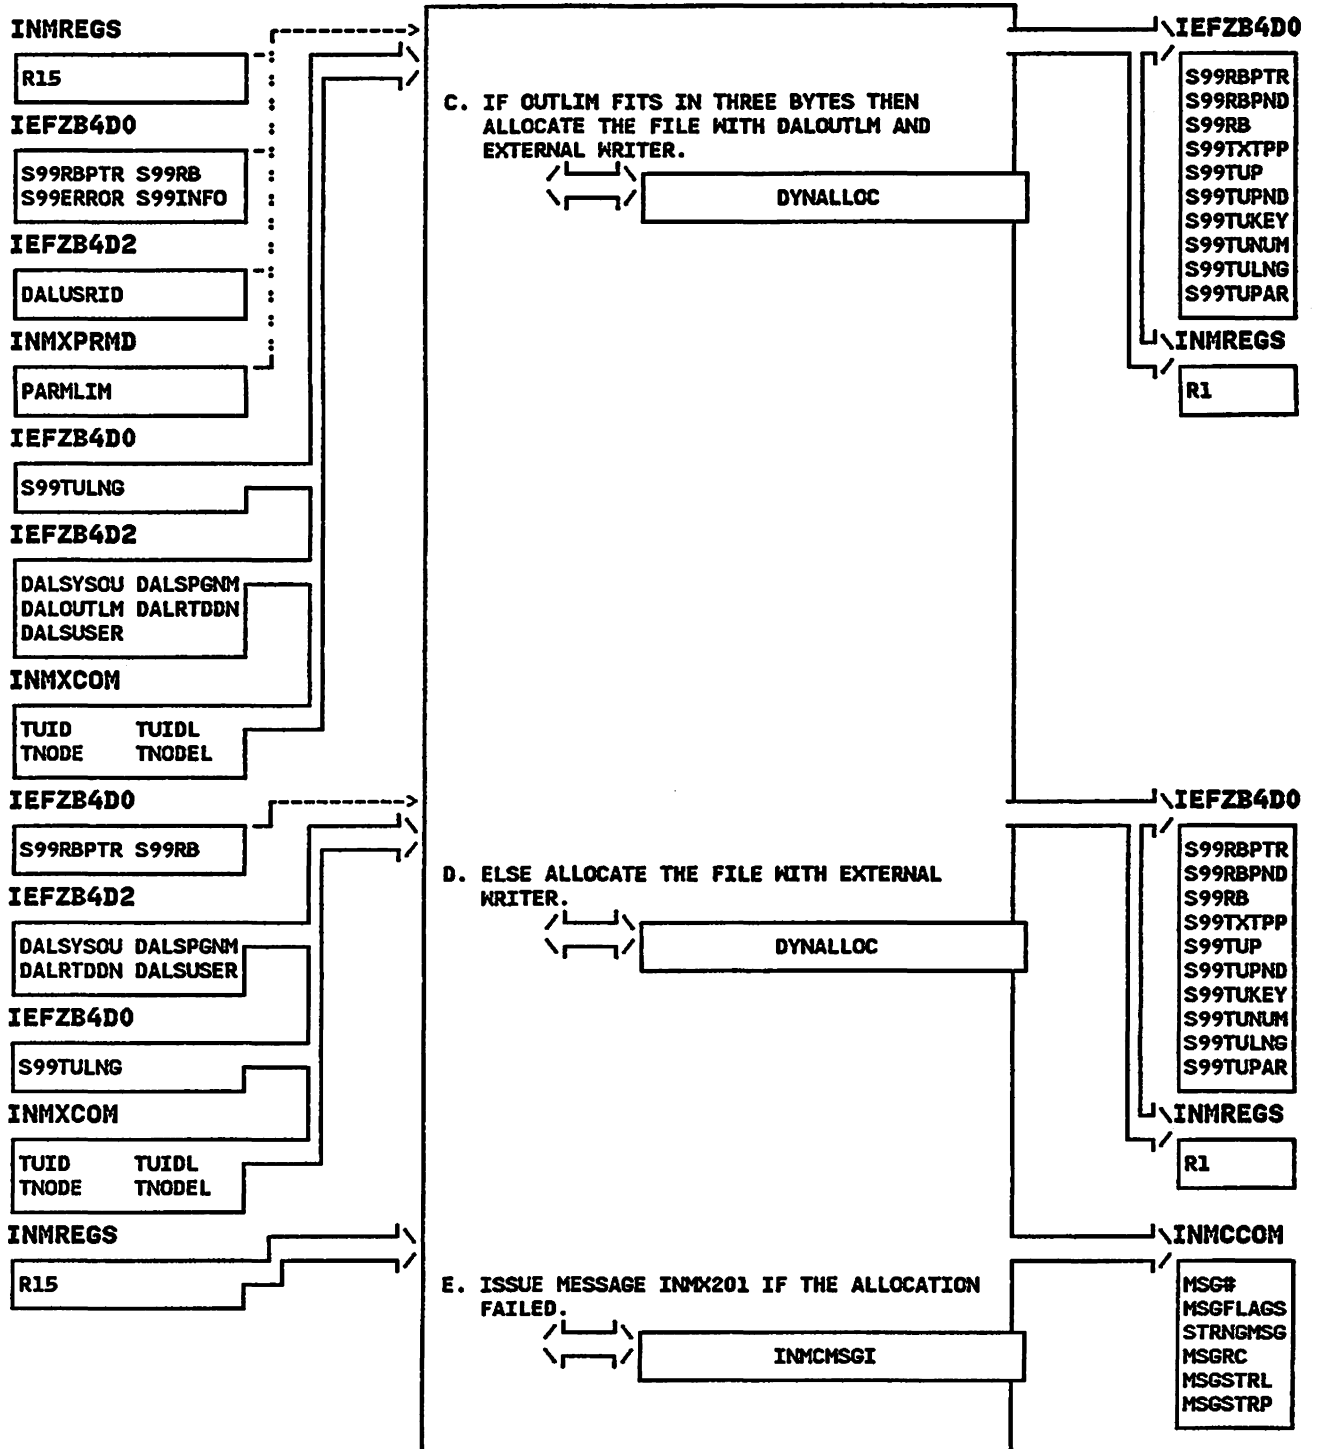 INMREGS
R15
IEFZB4D0
S99RBPTR S99RB
S99ERROR S99INFO
IEFZB4D2
DALUSRID
INMXPRMD
PARMLIM
IEFZB4D0
S99TULNG
IEFZB4D2
DALSYSOU DALSPGNM
DALOUTLM DALRTDDN
DALSUSER
INMXCOM
TUID TUIDL
TNODE TNODEL
C. IF OUTLIM FITS IN THREE BYTES THEN
ALLOCATE THE FILE WITH DALOUTLM AND
EXTERNAL WRITER.
DYNALLOC
IEFZB4D0
S99RBPTR
S99RBPND
S99RB
S99TXTPP
S99TUP
S99TUPND
S99TUKEY
S99TUNUM
S99TULNG
S99TUPAR
INMREGS
R1
IEFZB4D0
S99RBPTR S99RB
IEFZB4D2
DALSYSOU DALSPGNM
DALRTDDN DALSUSER
IEFZB4D0
S99TULNG
INMXCOM
TUID TUIDL
TNODE TNODEL
D. ELSE ALLOCATE THE FILE WITH EXTERNAL
WRITER.
DYNALLOC
IEFZB4D0
S99RBPTR
S99RBPND
S99RB
S99TXTPP
S99TUP
S99TUPND
S99TUKEY
S99TUNUM
S99TULNG
S99TUPAR
INMREGS
R1
INMREGS
R15
E. ISSUE MESSAGE INMX201 IF THE ALLOCATION
FAILED.
INMCMSGI
INMCCOM
MSG#
MSGFLAGS
STRNGMSG
MSGRC
MSGSTRL
MSGSTRP